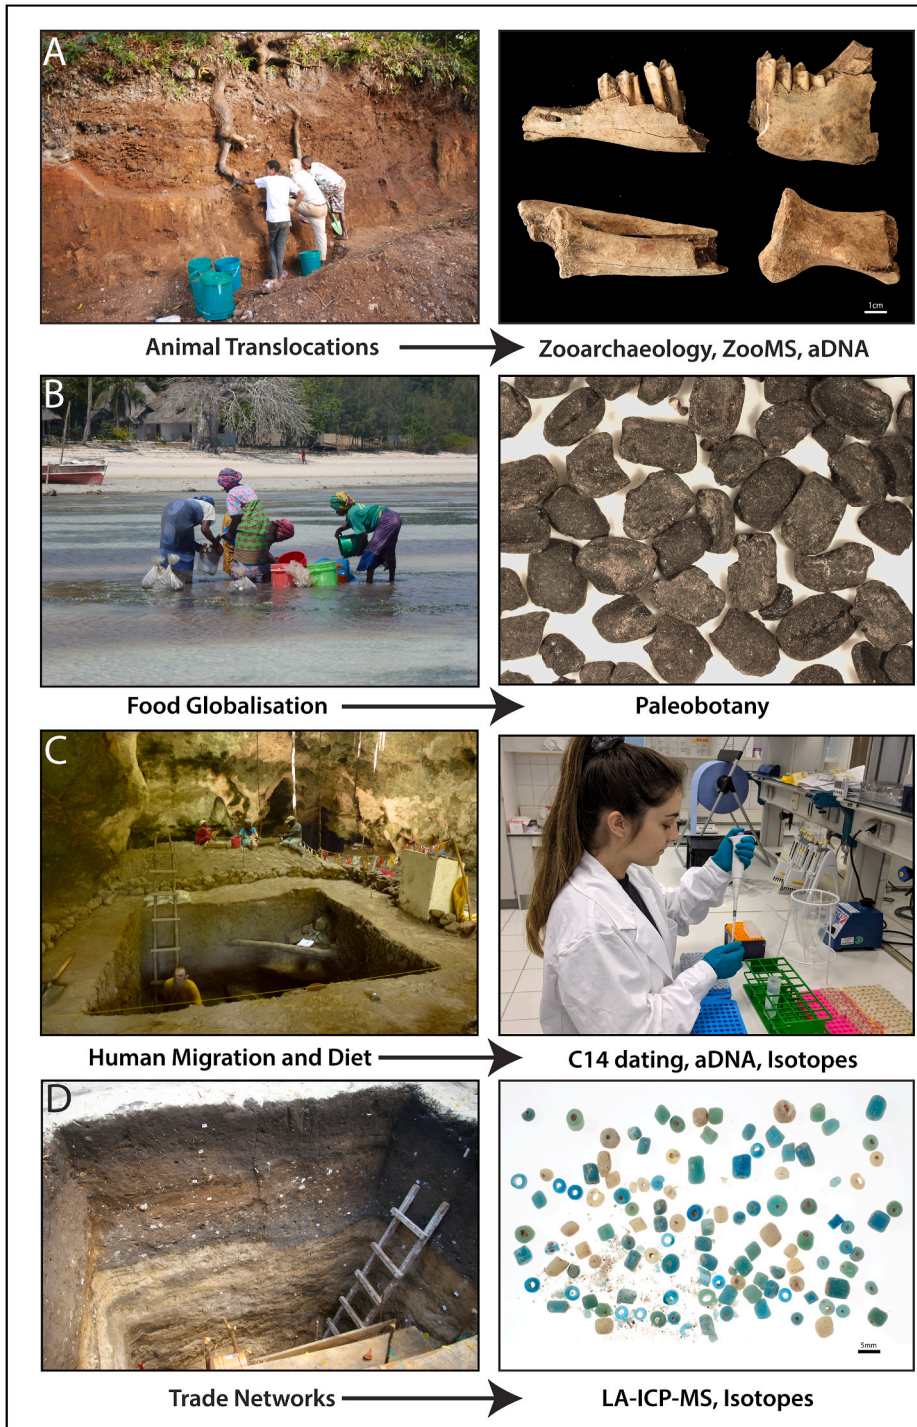 A
1cm
Animal Translocations
Zooarchaeology, ZooMS, aDNA
B
Food Globalisation
Paleobotany
C
Human Migration and Diet
C14 dating, aDNA, Isotopes
D
5mm
Trade Networks
LA-ICP-MS, Isotopes